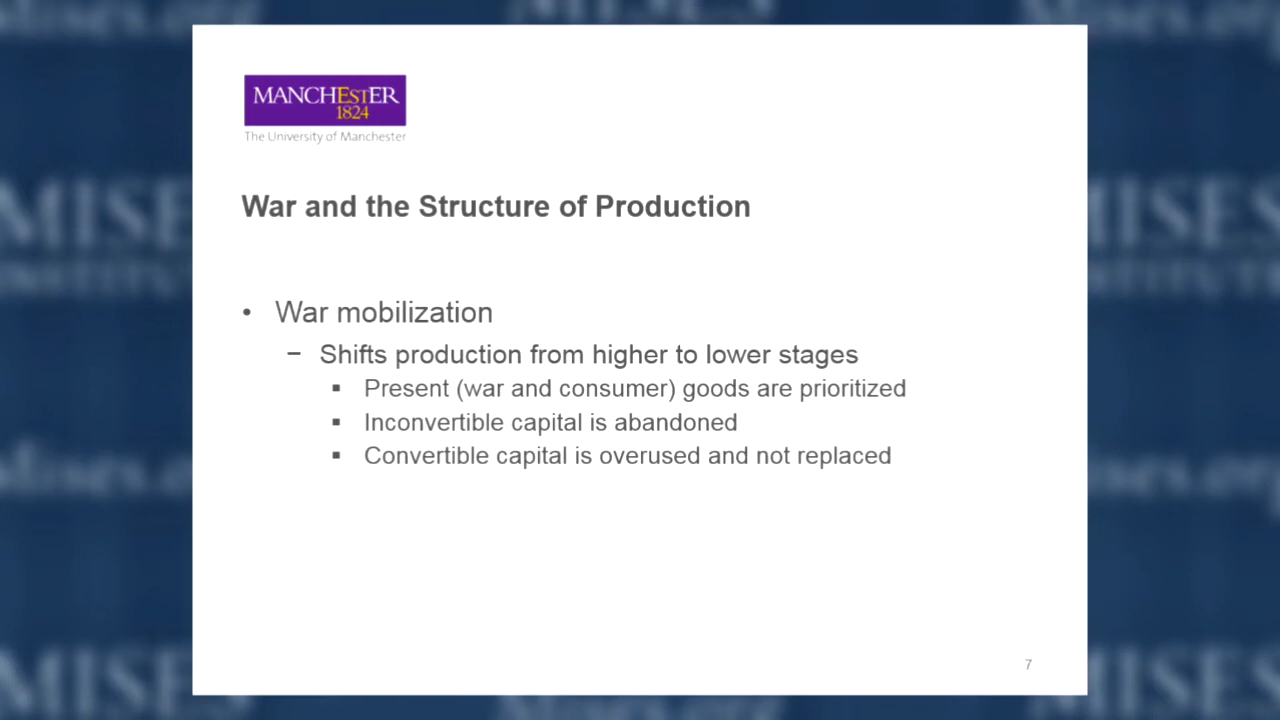 MANCHESTER
1824
The University of Manchester
War and the Structure of Production
• War mobilization
− Shifts production from higher to lower stages
▪ Present (war and consumer) goods are prioritized
▪ Inconvertible capital is abandoned
▪ Convertible capital is overused and not replaced
7